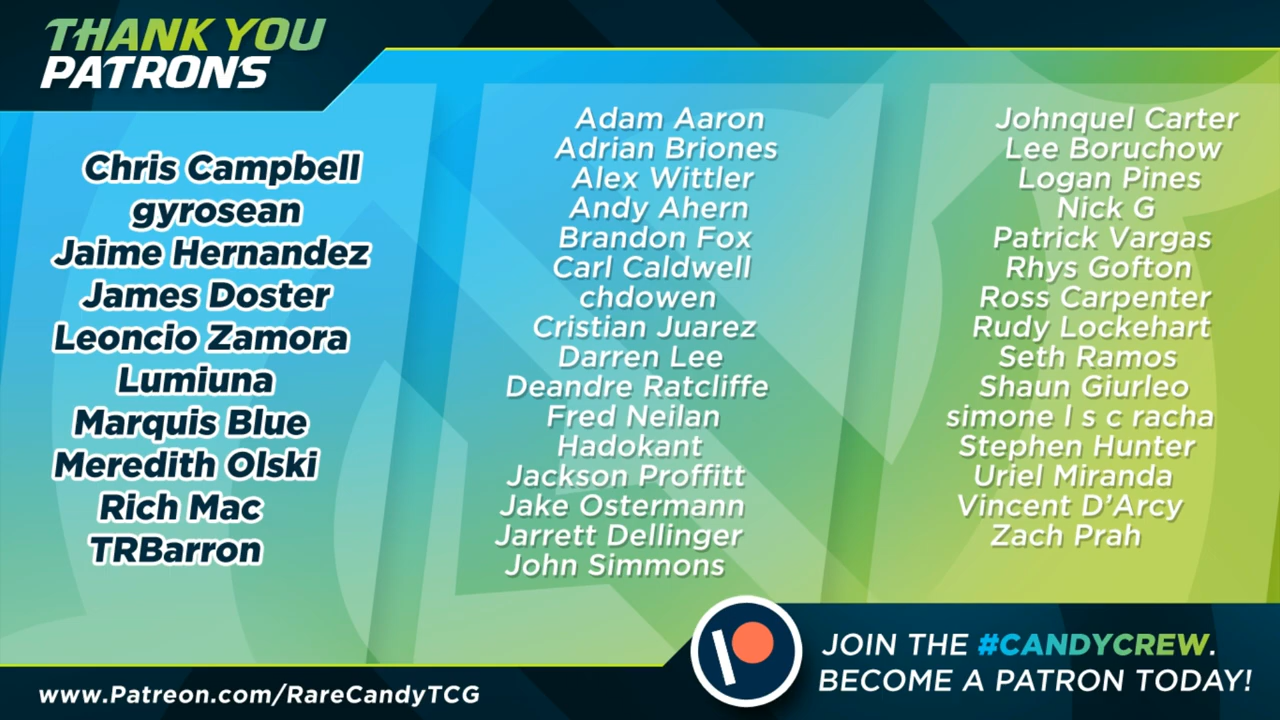 THANK YOU
PATRONS
Chris Campbell
gyrosean
Jaime Hernandez
James Doster
Leoncio Zamora
Lumiuna
Marquis Blue
Meredith Olski
Rich Mac
TRBarron
Adam Aaron
Adrian Briones
Alex Wittler
Andy Ahern
Brandon Fox
Carl Caldwell
chdowen
Cristian Juarez
Darren Lee
Deandre Ratcliffe
Fred Neilan
Hadokant
Jackson Proffitt
Jake Ostermann
Jarrett Dellinger
John Simmons
Johnquel Carter
Lee Boruchow
Logan Pines
Nick G
Patrick Vargas
Rhys Gofton
Ross Carpenter
Rudy Lockehart
Seth Ramos
Shaun Giurleo
simone l s c racha
Stephen Hunter
Uriel Miranda
Vincent D’Arcy
Zach Prah
www.Patreon.com/RareCandyTCG
JOIN THE #CANDYCREW.
BECOME A PATRON TODAY!